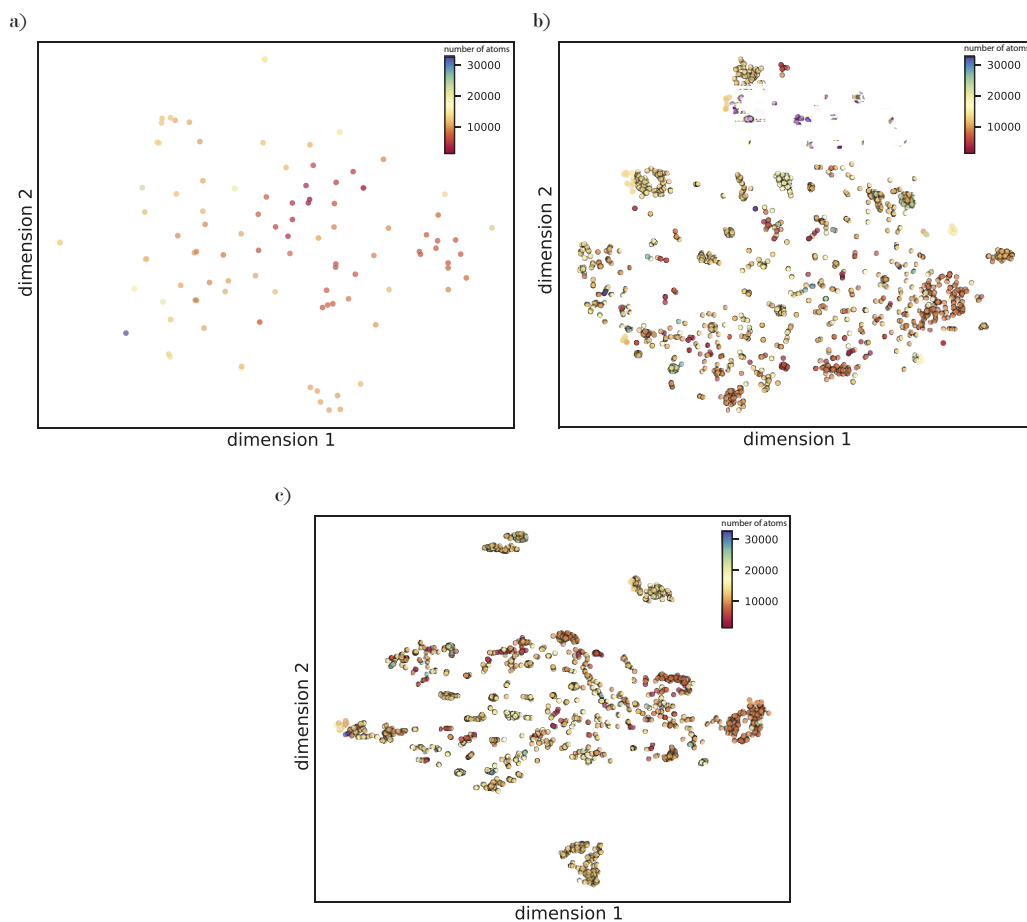 a)
number of atoms
30000
20000
10000
dimension 2
dimension 1
b)
number of atoms
30000
20000
10000
dimension 2
dimension 1
c)
number of atoms
30000
20000
10000
dimension 2
dimension 1